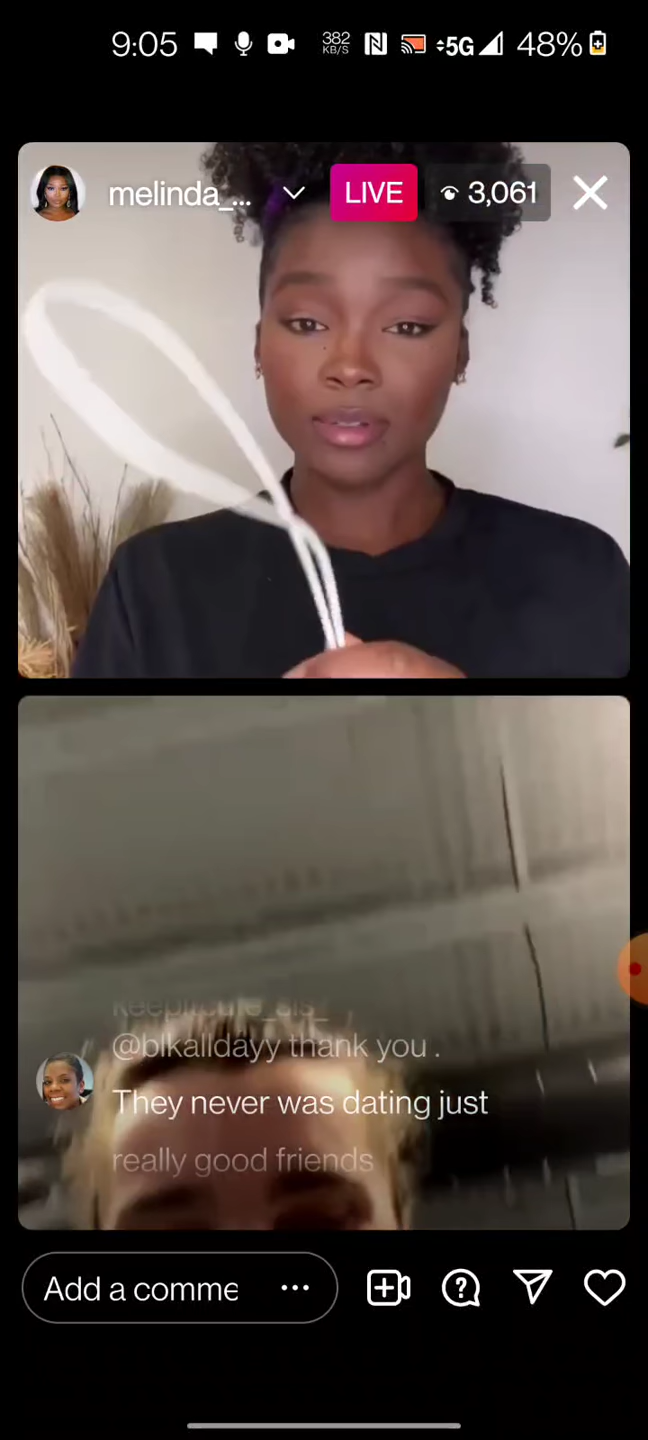 9:05 382 KB/S 5G 48%
melinda_... LIVE 3,061
keepitcute_sis_
@blkalldayy thank you .
They never was dating just
really good friends
Add a comme ...